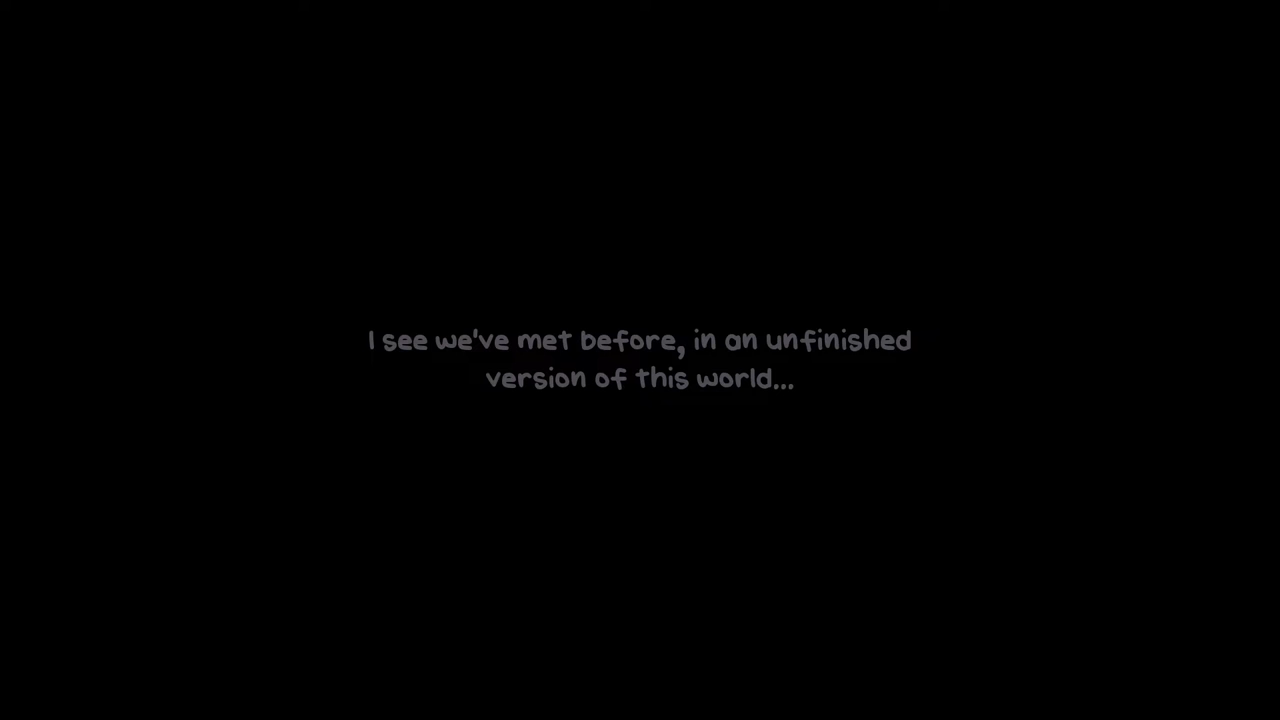 I see we've met before, in an unfinished
version of this world...